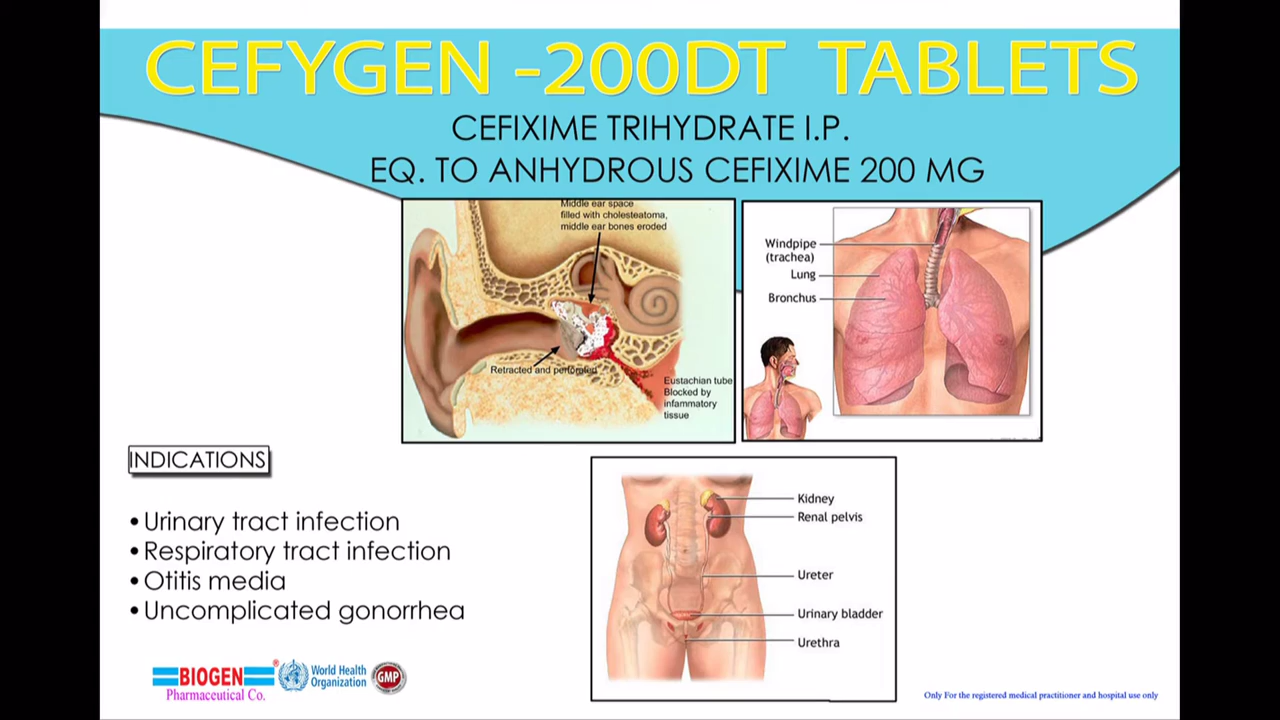 CEFYGEN -200DT TABLETS
CEFIXIME TRIHYDRATE I.P.
EQ. TO ANHYDROUS CEFIXIME 200 MG
Middle ear space
filled with cholesteatoma,
middle ear bones eroded
Retracted and perforated
Eustachian tube
Blocked by
infammatory
tissue
Windpipe
(trachea)
Lung
Bronchus
INDICATIONS
•Urinary tract infection
•Respiratory tract infection
•Otitis media
•Uncomplicated gonorrhea
Kidney
Renal pelvis
Ureter
Urinary bladder
Urethra
BIOGEN®
Pharmaceutical Co.
World Health
Organization
GMP
Only For the registered medical practitioner and hospital use only